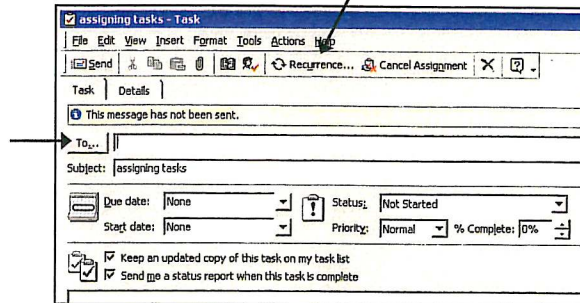 assigning tasks - Task
File Edit View Insert Format Tools Actions Help
Send Recurrence... Cancel Assignment
Task Details
This message has not been sent.
To...
Subject: assigning tasks
Due date: None Status: Not Started
Start date: None Priority: Normal % Complete: 0%
Keep an updated copy of this task on my task list
Send me a status report when this task is complete